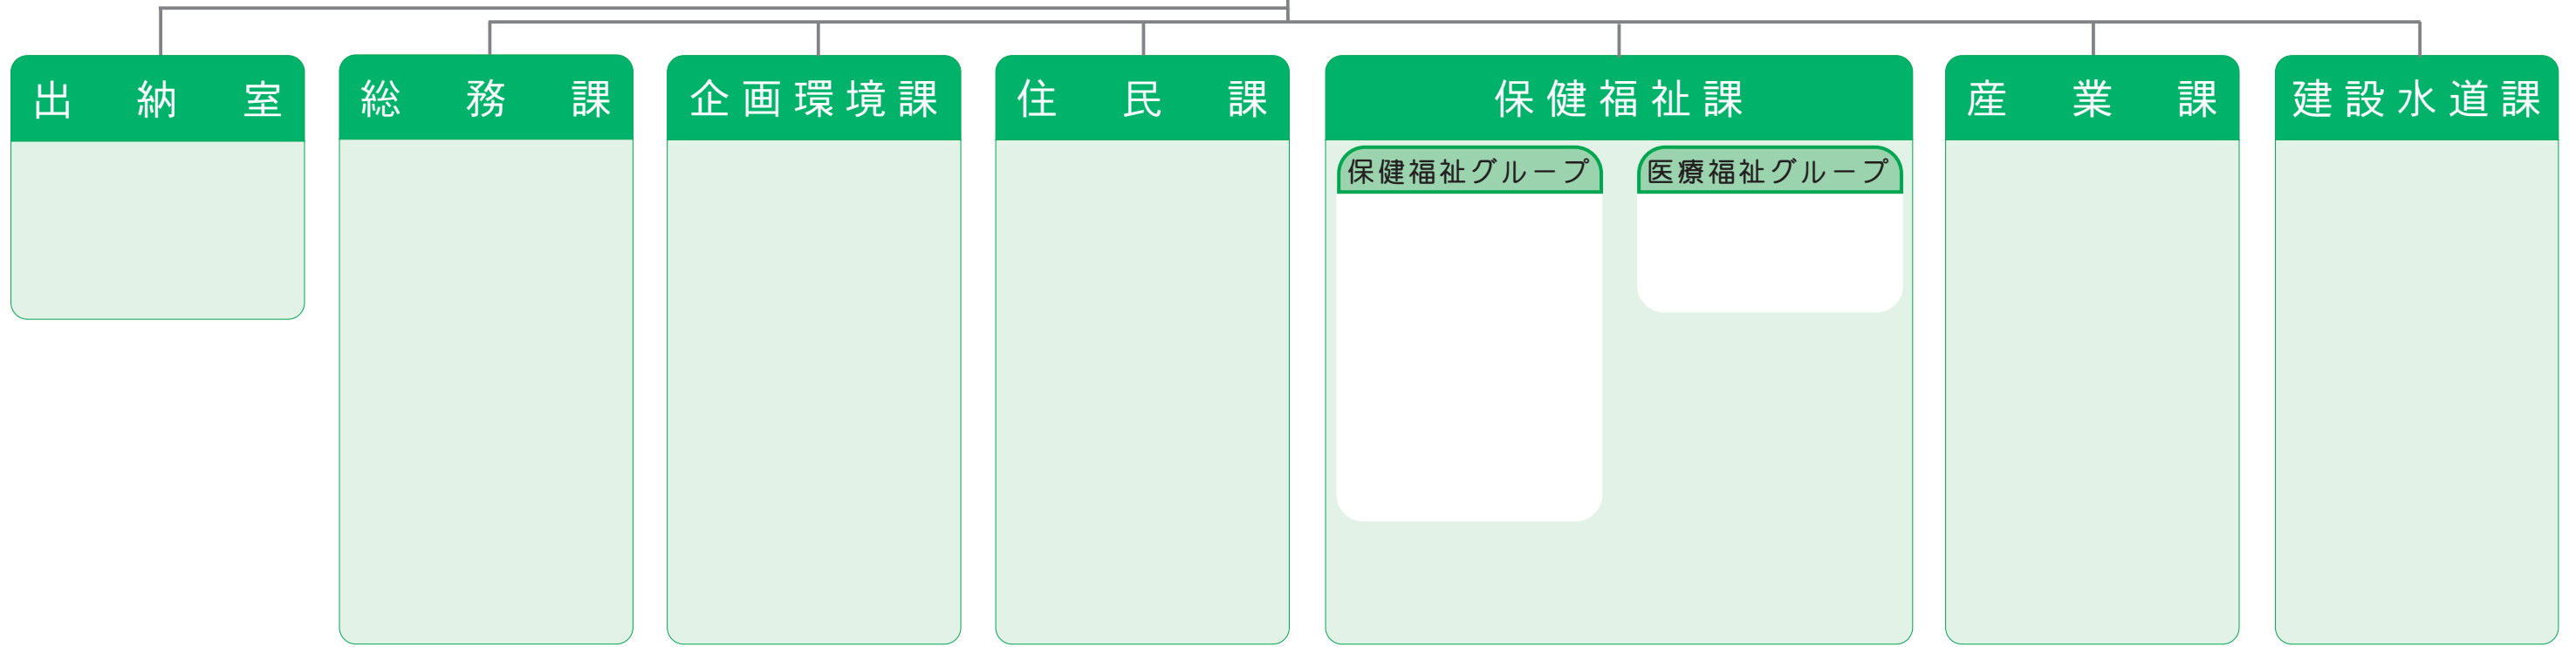 出納室
総務課
企画環境課
住民課
保健福祉課
保健福祉グループ
医療福祉グループ
産業課
建設水道課